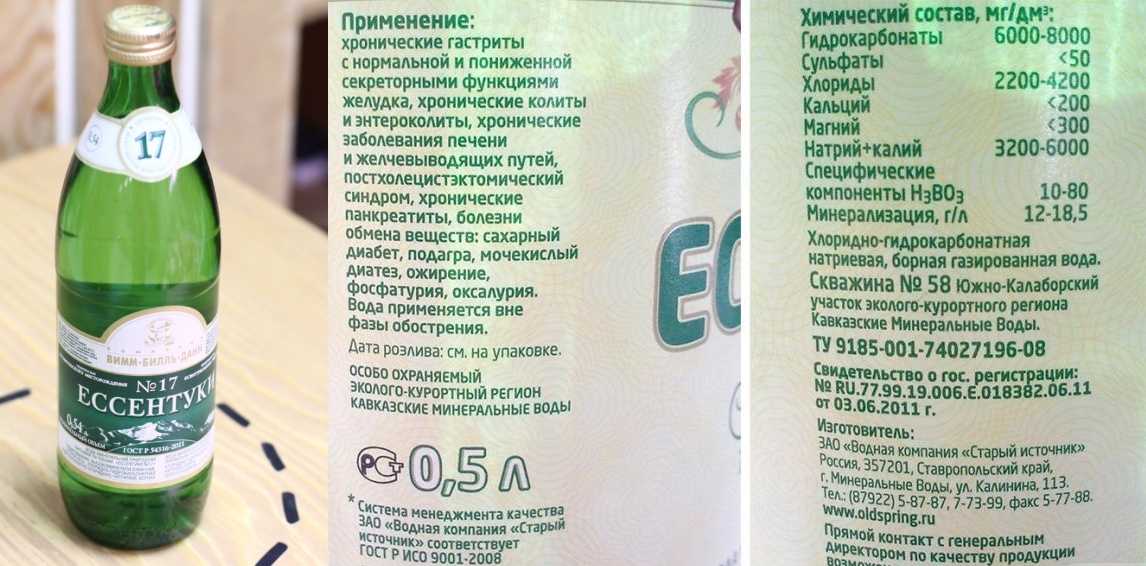 17
0,54
ВИММ-БИЛЛЬ-ДАНН
№17
ЕССЕНТУКИ
0,54
ГОСТ Р 54316-2011
Применение:
хронические гастриты
с нормальной и пониженной
секреторными функциями
желудка, хронические колиты
и энтероколиты, хронические
заболевания печени
и желчевыводящих путей,
постхолецистэктомический
синдром, хронические
панкреатиты, болезни
обмена веществ: сахарный
диабет, подагра, мочекислый
диатез, ожирение,
фосфатурия, оксалурия.
Вода применяется вне
фазы обострения.
Дата розлива: см. на упаковке.
ОСОБО ОХРАНЯЕМЫЙ
ЭКОЛОГО-КУРОРТНЫЙ РЕГИОН
КАВКАЗСКИЕ МИНЕРАЛЬНЫЕ ВОДЫ
РСТ 0,5 л
* Система менеджмента качества
ЗАО «Водная компания «Старый
источник» соответствует
ГОСТ Р ИСО 9001-2008
Химический состав, мг/дм³:
Гидрокарбонаты 6000-8000
Сульфаты <50
Хлориды 2200-4200
Кальций <200
Магний <300
Натрий+калий 3200-6000
Специфические
компоненты H₃BO₃ 10-80
Минерализация, г/л 12-18,5
Хлоридно-гидрокарбонатная
натриевая, борная газированная вода.
Скважина № 58 Южно-Калаборский
участок эколого-курортного региона
Кавказские Минеральные Воды.
ТУ 9185-001-74027196-08
Свидетельство о гос. регистрации:
№ RU.77.99.19.006.E.018382.06.11
от 03.06.2011 г.
Изготовитель:
ЗАО «Водная компания «Старый источник»
Россия, 357201, Ставропольский край,
г. Минеральные Воды, ул. Калинина, 113.
Тел.: (87922) 5-87-87, 7-73-99, факс 5-77-88.
www.oldspring.ru
Прямой контакт с генеральным
директором по качеству продукции